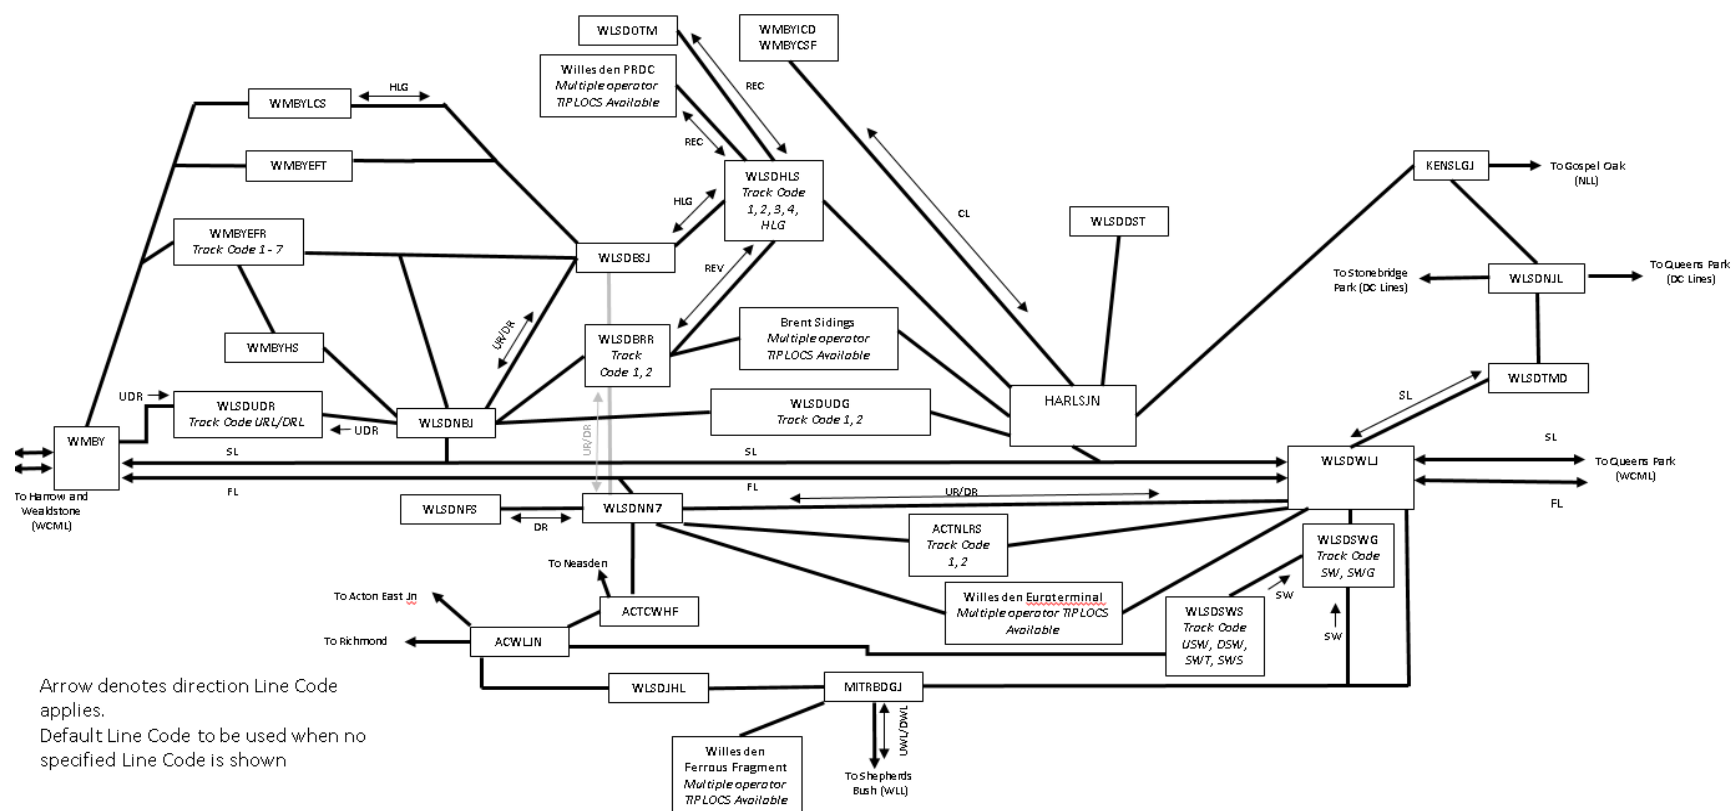 WLSDOTM
WMBYICD
WMBYCSF
Willesden PRDC
Multiple operator
TIPLOCS Available
REC
HLG
WMBYLCS
REC
WMBYEFT
KENSLGJ
To Gospel Oak
(NLL)
WLSDHLS
Track Code
1, 2, 3, 4,
HLG
HLG
CL
WLSDDST
WMBYEFR
Track Code 1 - 7
WLSDBSJ
REV
To Stonebridge
Park (DC Lines)
WLSDNJL
To Queens Park
(DC Lines)
UR/DR
WMBYHS
WLSDBRR
Track
Code 1, 2
Brent Sidings
Multiple operator
TIPLOCS Available
WLSDTMD
UDR
WLSDUDR
Track Code URL/DRL
UDR
WLSDNBJ
WLSDUDG
Track Code 1, 2
HARLSJN
SL
WMBY
UR/DR
SL
SL
WLSDWLJ
SL
To Queens Park
(WCML)
FL
FL
FL
To Harrow and
Wealdstone
(WCML)
WLSDNFS
DR
WLSDNN7
UR/DR
ACTNLRS
Track Code
1, 2
WLSDSWG
Track Code
SW, SWG
To Neasden
To Acton East Jn
Willesden Euroterminal
Multiple operator TIPLOCS
Available
SW
WLSDSWS
Track Code
USW, DSW,
SWT, SWS
SW
ACTCWHF
To Richmond
ACWLJN
WLSDJHL
MITRBDGJ
UWL/DWL
Willesden
Ferrous Fragment
Multiple operator
TIPLOCS Available
To Shepherds
Bush (WLL)
Arrow denotes direction Line Code
applies.
Default Line Code to be used when no
specified Line Code is shown